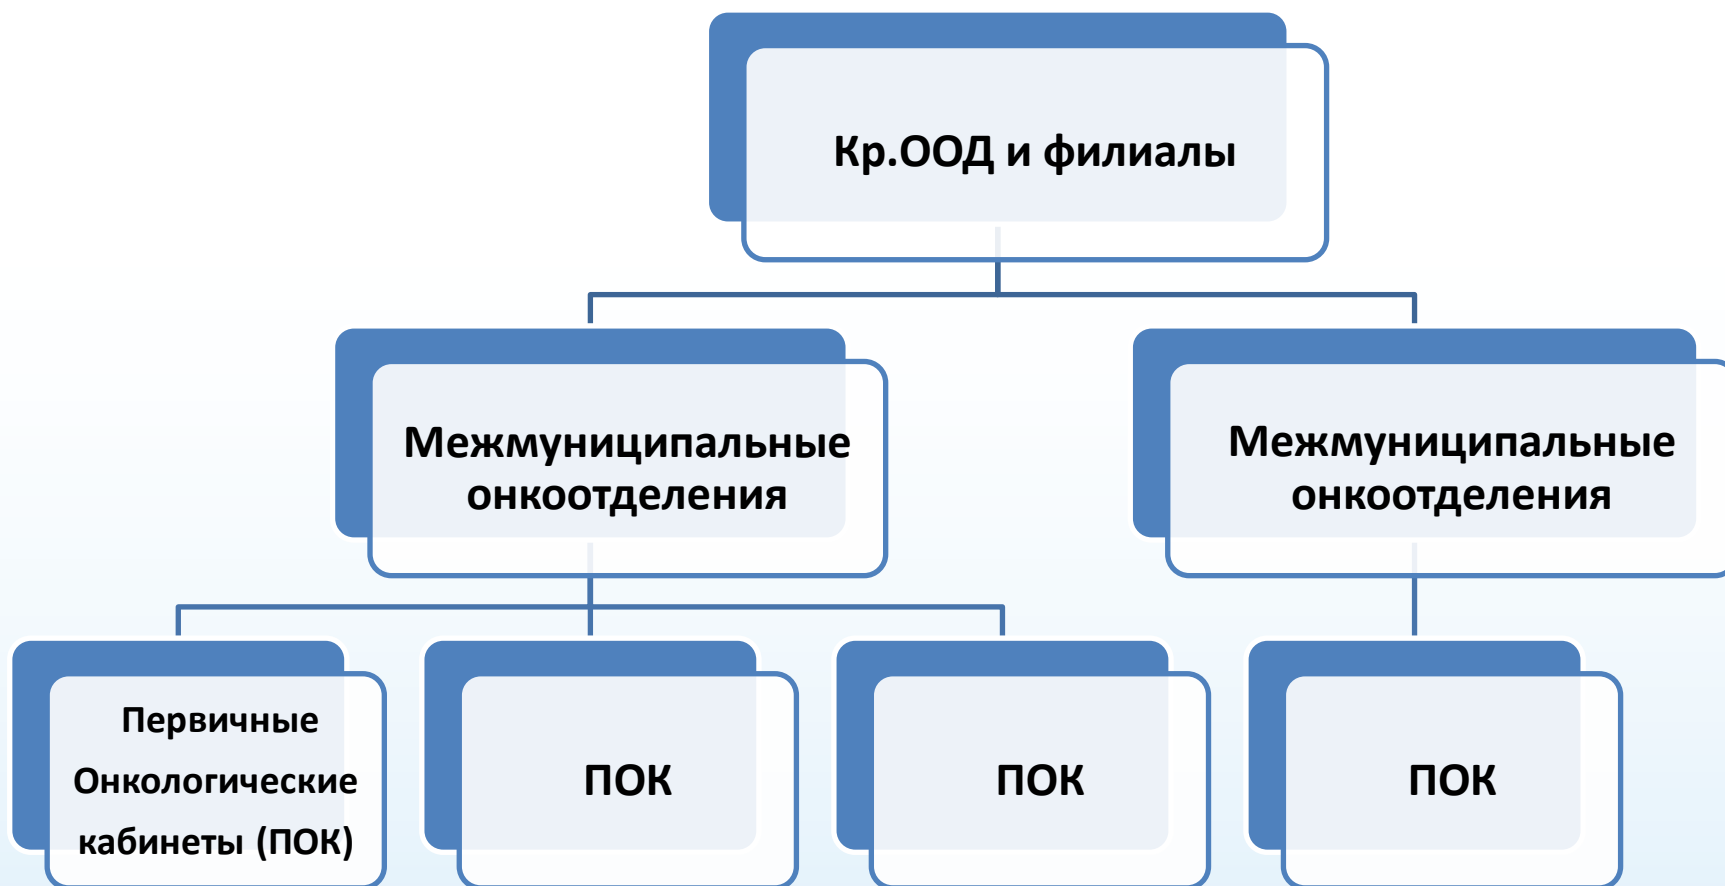 Кр.ООД и филиалы
Межмуниципальные
онкоотделения
Межмуниципальные
онкоотделения
Первичные
Онкологические
кабинеты (ПОК)
ПОК
ПОК
ПОК